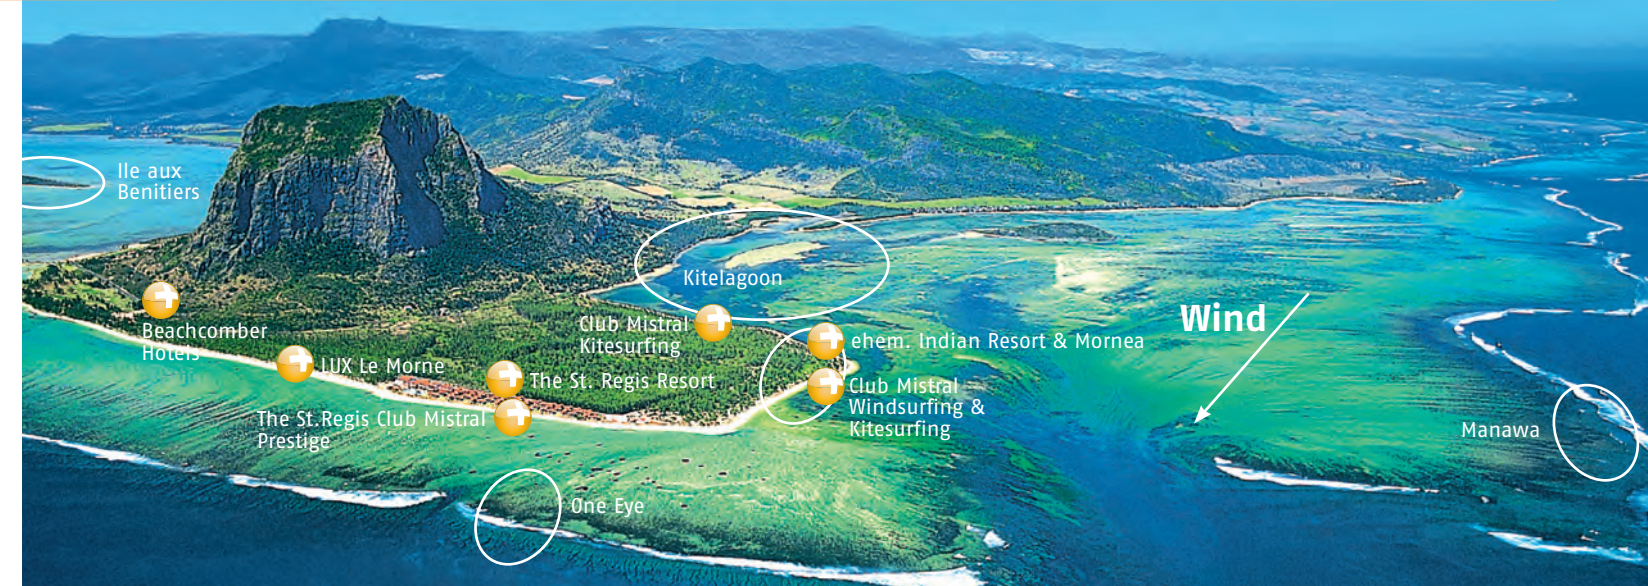 Ile aux
Benitiers
Kitelagoon
Wind
Beachcomber
Hotels
Club Mistral
Kitesurfing
ehem. Indian Resort & Mornea
LUX Le Morne
The St. Regis Resort
Club Mistral
Windsurfing &
Kitesurfing
The St.Regis Club Mistral
Prestige
Manawa
One Eye